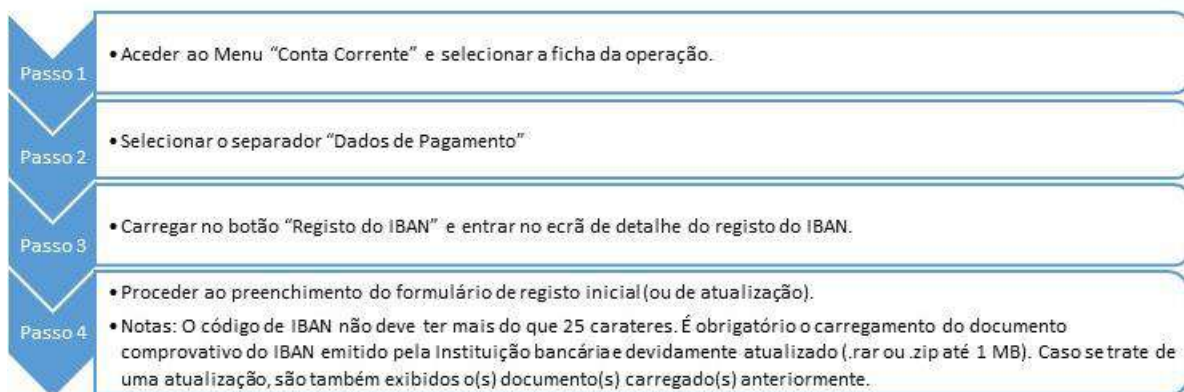 Passo 1
• Aceder ao Menu “Conta Corrente” e selecionar a ficha da operação.
Passo 2
• Selecionar o separador “Dados de Pagamento”
Passo 3
• Carregar no botão “Registo do IBAN” e entrar no ecrã de detalhe do registo do IBAN.
Passo 4
• Proceder ao preenchimento do formulário de registo inicial (ou de atualização).
• Notas: O código de IBAN não deve ter mais do que 25 carateres. É obrigatório o carregamento do documento
comprovativo do IBAN emitido pela Instituição bancária e devidamente atualizado (.rar ou .zip até 1 MB). Caso se trate de
uma atualização, são também exibidos o(s) documento(s) carregado(s) anteriormente.